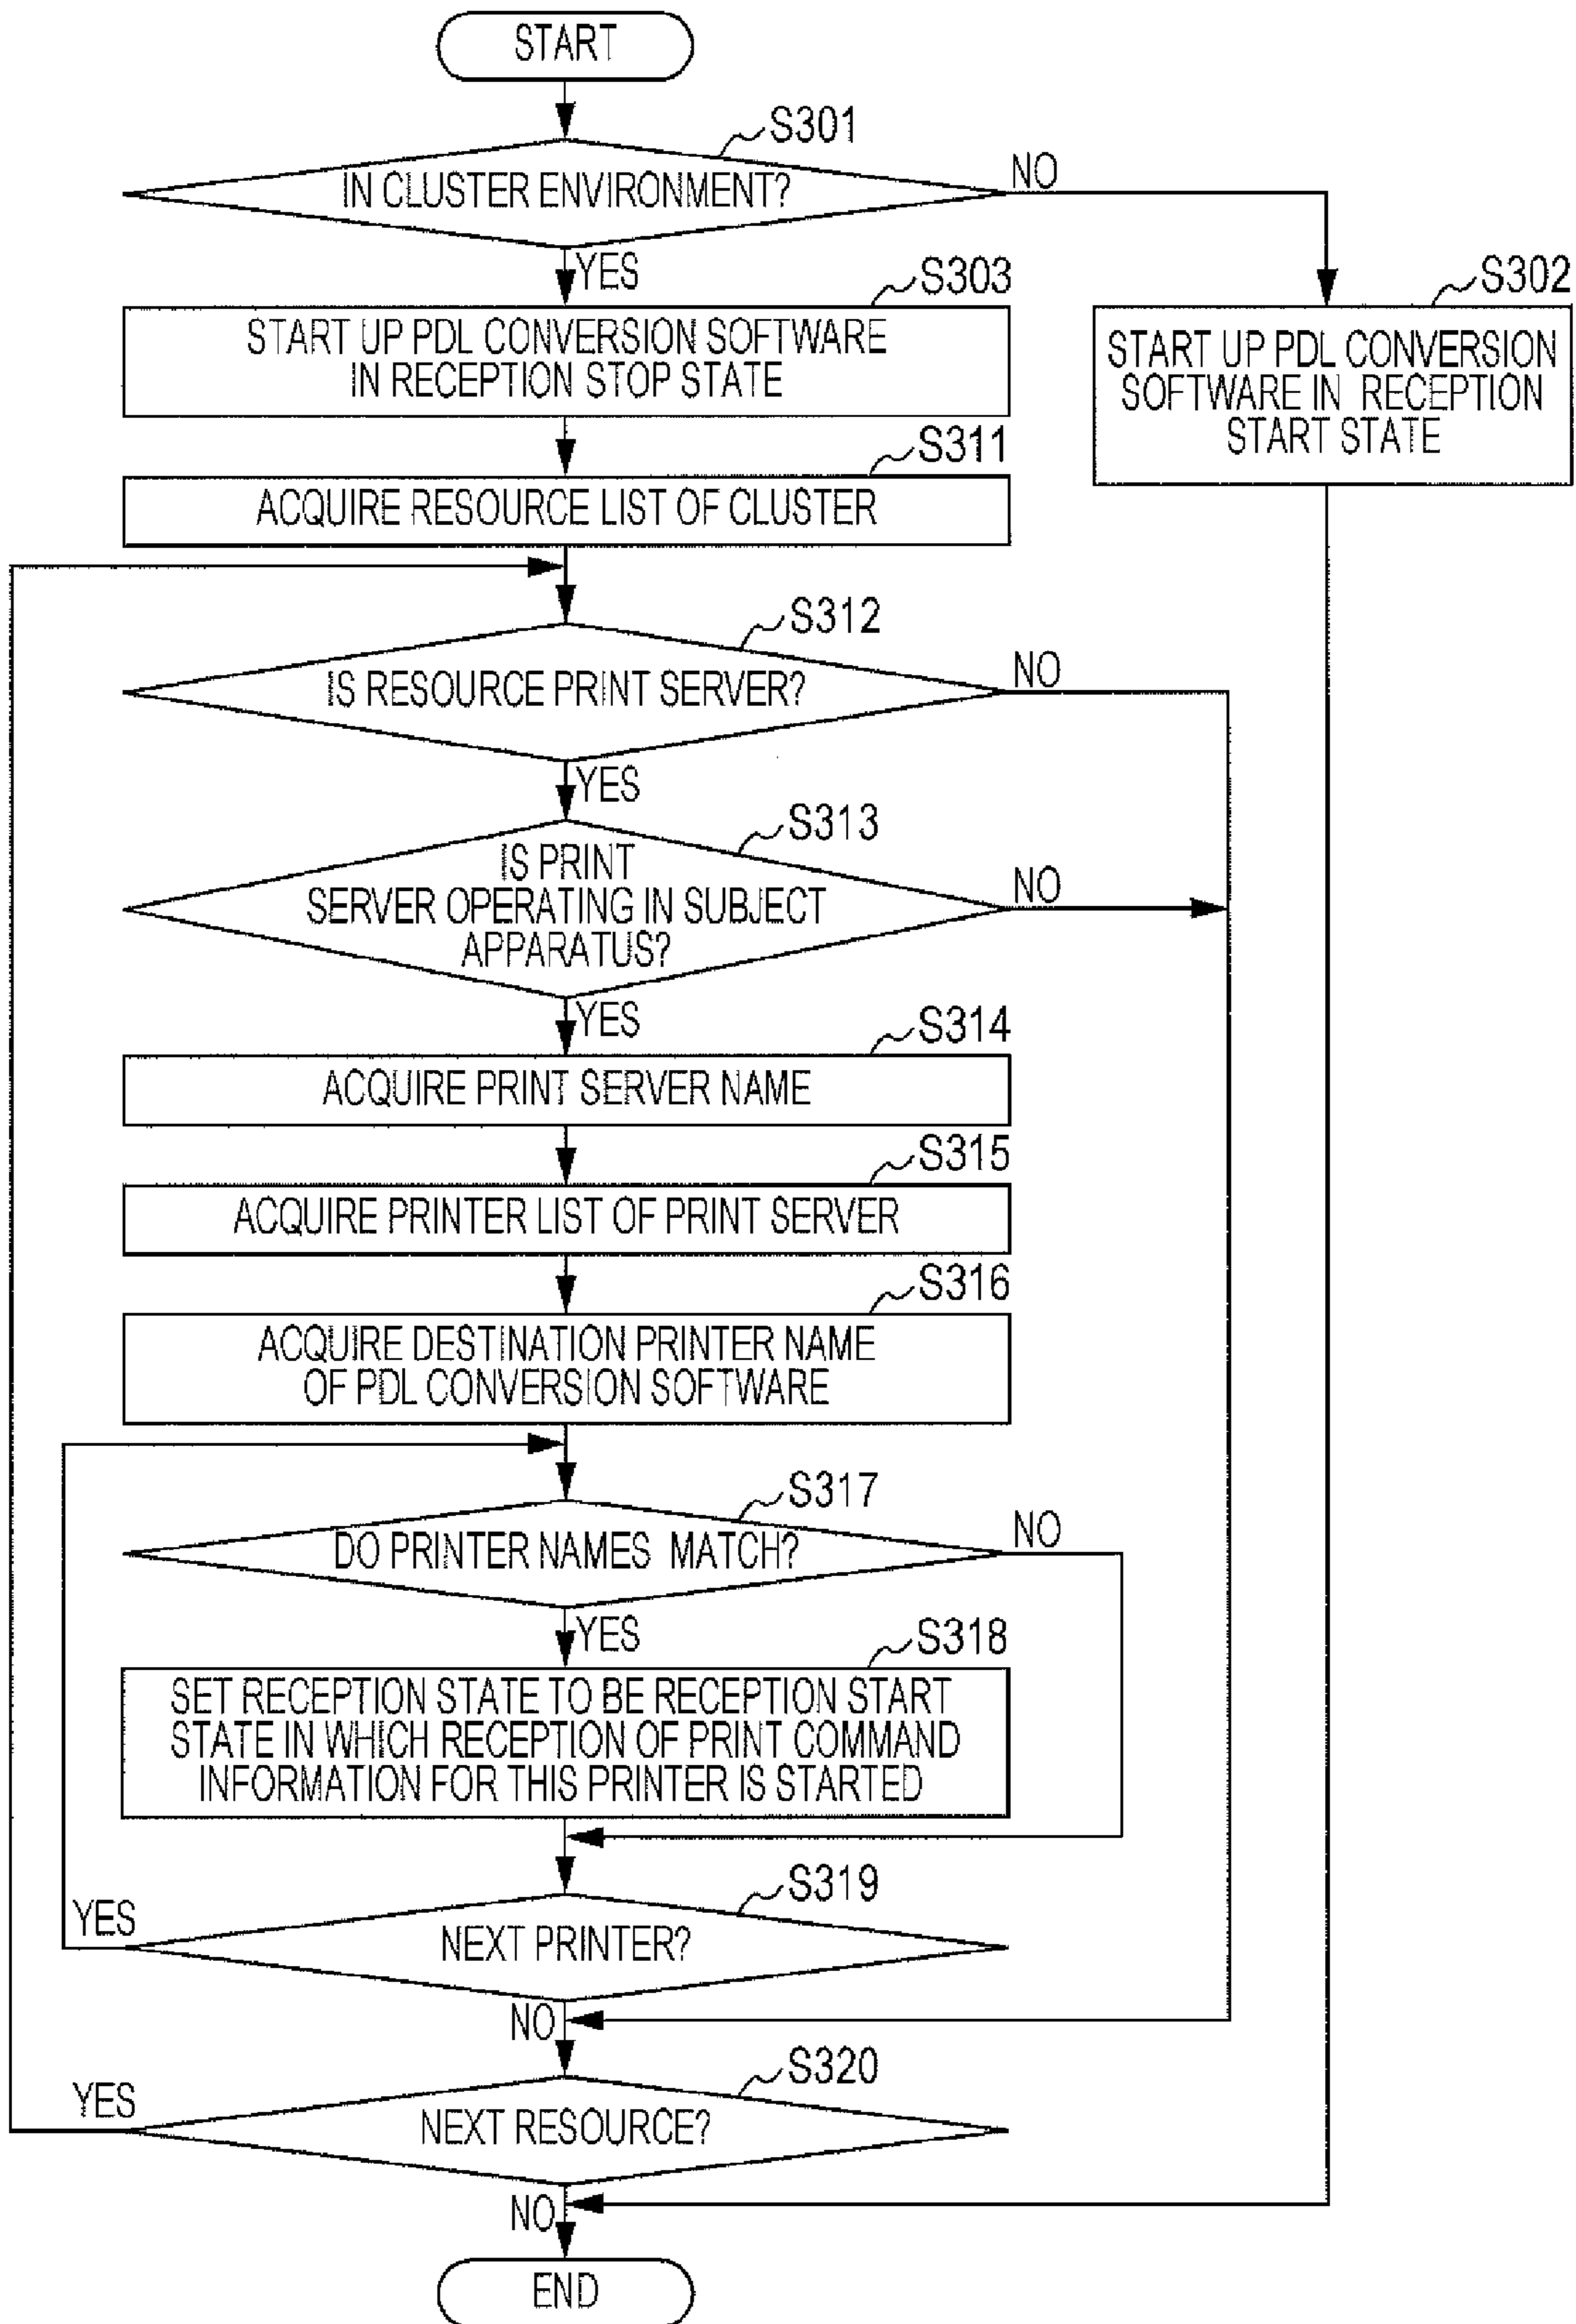 START
S301
IN CLUSTER ENVIRONMENT?
NO
YES
S303
START UP PDL CONVERSION SOFTWARE
IN RECEPTION STOP STATE
S302
START UP PDL CONVERSION
SOFTWARE IN RECEPTION
START STATE
S311
ACQUIRE RESOURCE LIST OF CLUSTER
S312
IS RESOURCE PRINT SERVER?
NO
YES
S313
IS PRINT
SERVER OPERATING IN SUBJECT
APPARATUS?
NO
YES
S314
ACQUIRE PRINT SERVER NAME
S315
ACQUIRE PRINTER LIST OF PRINT SERVER
S316
ACQUIRE DESTINATION PRINTER NAME
OF PDL CONVERSION SOFTWARE
S317
DO PRINTER NAMES MATCH?
NO
YES
S318
SET RECEPTION STATE TO BE RECEPTION START
STATE IN WHICH RECEPTION OF PRINT COMMAND
INFORMATION FOR THIS PRINTER IS STARTED
S319
YES
NEXT PRINTER?
NO
S320
YES
NEXT RESOURCE?
NO
END